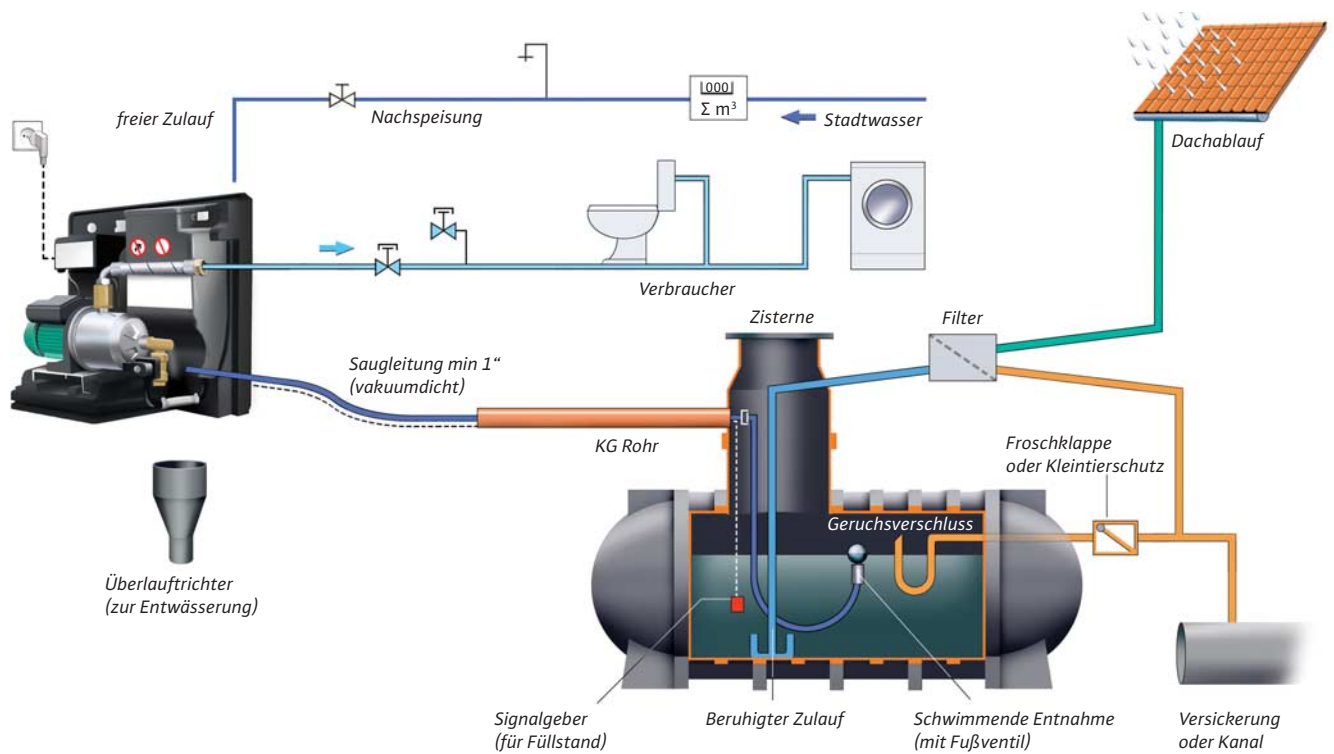 freier Zulauf
Nachspeisung
000
Σ m³
Stadtwasser
Dachablauf
Verbraucher
Zisterne
Filter
Saugleitung min 1“
(vakuumdicht)
KG Rohr
Froschklappe
oder Kleintierschutz
Geruchsverschluss
Überlauftrichter
(zur Entwässerung)
Signalgeber
(für Füllstand)
Beruhigter Zulauf
Schwimmende Entnahme
(mit Fußventil)
Versickerung
oder Kanal